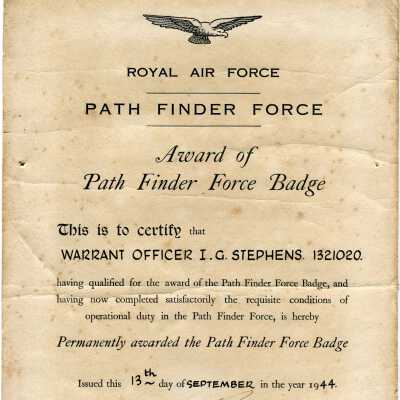 ROYAL AIR FORCE
PATH FINDER FORCE
Award of
Path Finder Force Badge
This is to certify that
WARRANT OFFICER I.G. STEPHENS. 1321020.
having qualified for the award of the Path Finder Force Badge, and
having now completed satisfactorily the requisite conditions of
operational duty in the Path Finder Force, is hereby
Permanently awarded the Path Finder Force Badge
Issued this 13th day of SEPTEMBER in the year 1944.